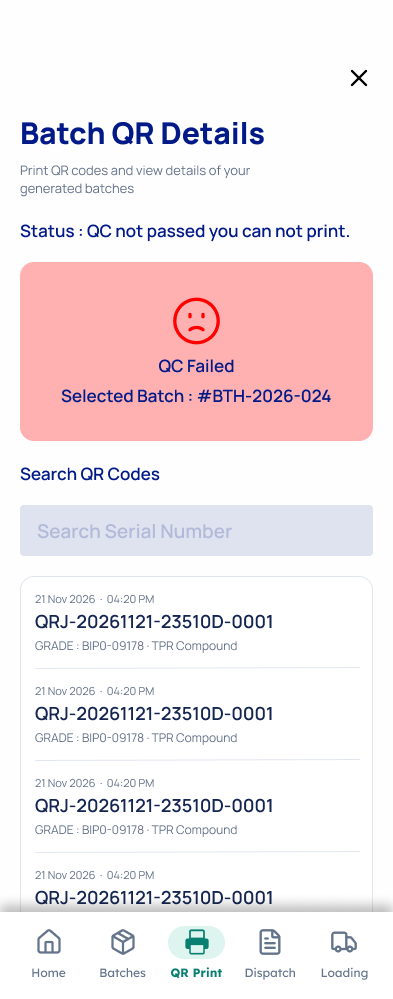 Batch QR Details
Print QR codes and view details of your
generated batches
Status : QC not passed you can not print.
QC Failed
Selected Batch : #BTH-2026-024
Search QR Codes
Search Serial Number
21 Nov 2026 · 04:20 PM
QRJ-20261121-23510D-0001
GRADE : BIP0-09178 · TPR Compound
21 Nov 2026 · 04:20 PM
QRJ-20261121-23510D-0001
GRADE : BIP0-09178 · TPR Compound
21 Nov 2026 · 04:20 PM
QRJ-20261121-23510D-0001
GRADE : BIP0-09178 · TPR Compound
21 Nov 2026 · 04:20 PM
QRJ-20261121-23510D-0001
Home Batches QR Print Dispatch Loading